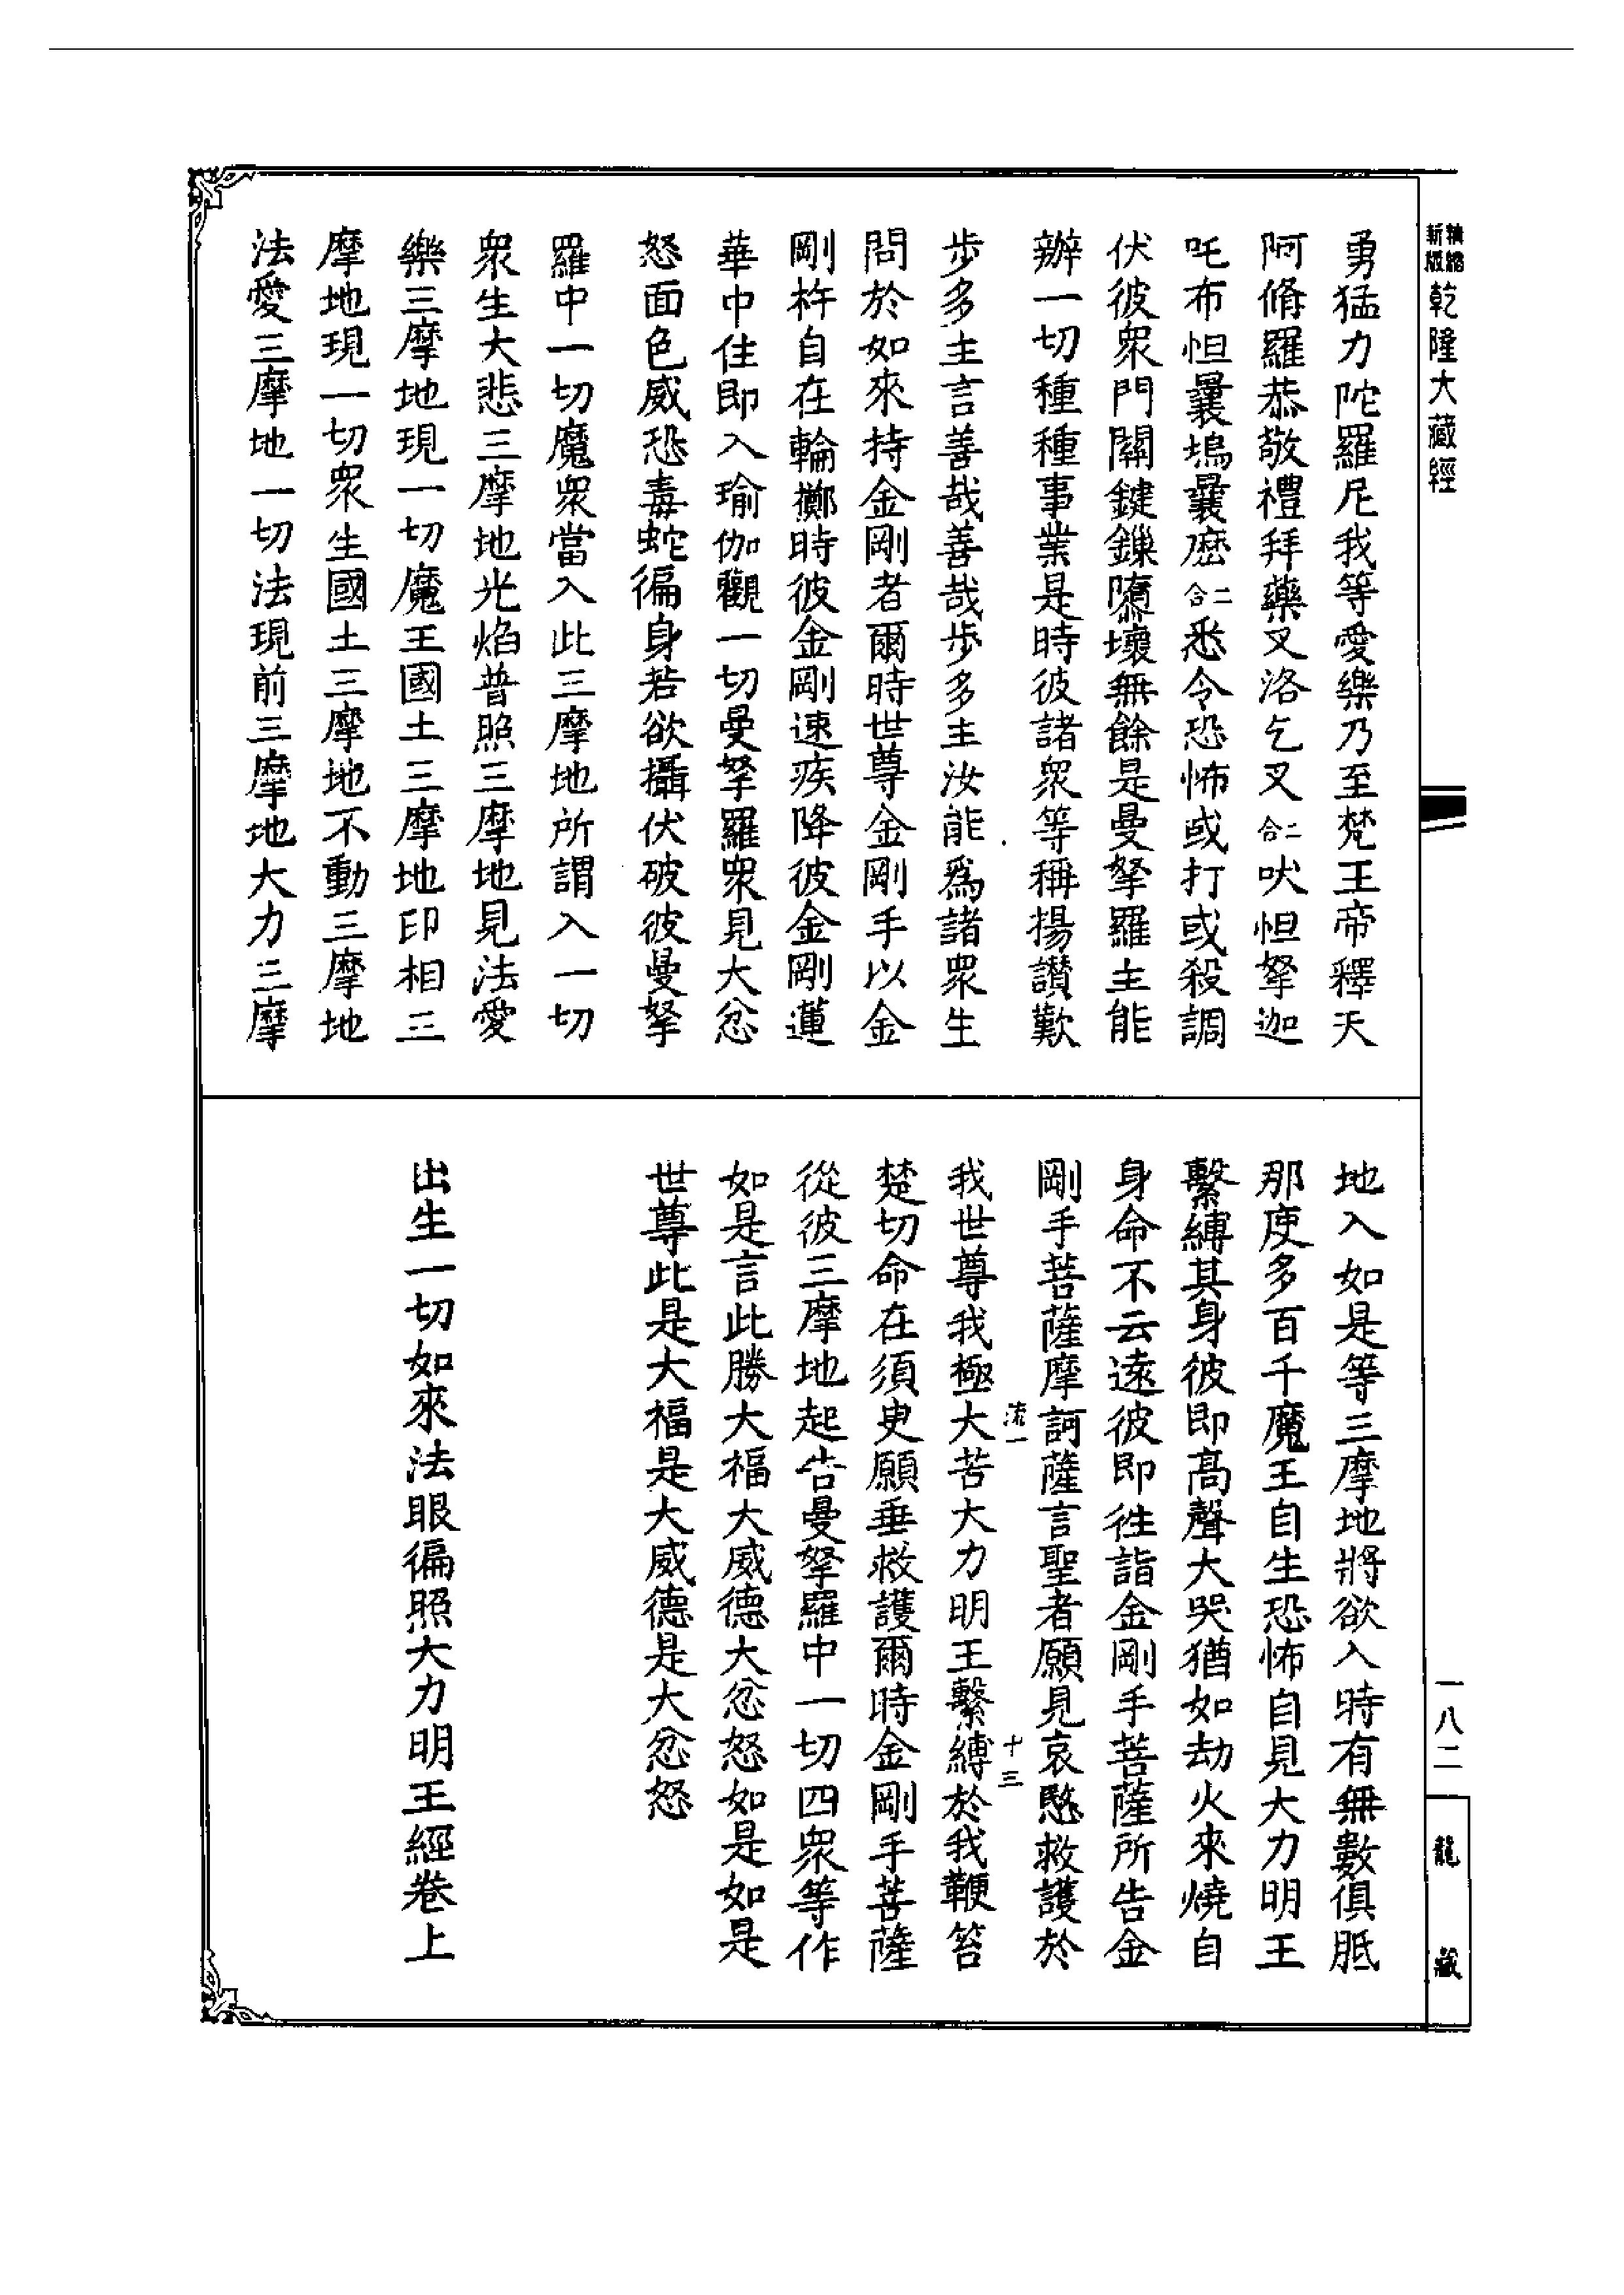 精縮新版乾隆大藏經
勇猛力陀羅尼我等愛樂乃至梵王帝釋天
阿脩羅恭敬禮拜藥叉洛乞叉二合吠怛拏迦
吒布怛曩塢曩麽二合悉令恐怖或打或殺調
伏彼衆門關鍵鏁隳壞無餘是曼拏羅主能
辦一切種種事業是時彼諸衆等稱揚讚歎
步多主言善哉善哉步多主汝能爲諸衆生
問於如來持金剛者爾時世尊金剛手以金
剛杵自在輪擲時彼金剛速疾降彼金剛蓮
華中住即入瑜伽觀一切曼拏羅衆見大忿
怒面色威恐毒蛇徧身若欲攝伏破彼曼拏
羅中一切魔衆當入此三摩地所謂入一切
衆生大悲三摩地光焰普照三摩地見法愛
樂三摩地現一切魔王國土三摩地印相三
摩地現一切衆生國土三摩地不動三摩地
法愛三摩地一切法現前三摩地大力三摩
地入如是等三摩地將欲入時有無數俱胝
那庾多百千魔王自生恐怖自見大力明王
繫縛其身彼即高聲大哭猶如劫火來燒自
身命不云遠彼即往詣金剛手菩薩所告金
剛手菩薩摩訶薩言聖者願見哀愍救護於
流一 十三
我世尊我極大苦大力明王繫縛於我鞭笞
楚切命在須臾願垂救護爾時金剛手菩薩
從彼三摩地起告曼拏羅中一切四衆等作
如是言此勝大福大威德大忿怒如是如是
世尊此是大福是大威德是大忿怒
出生一切如來法眼徧照大力明王經卷上
一八二
龍藏